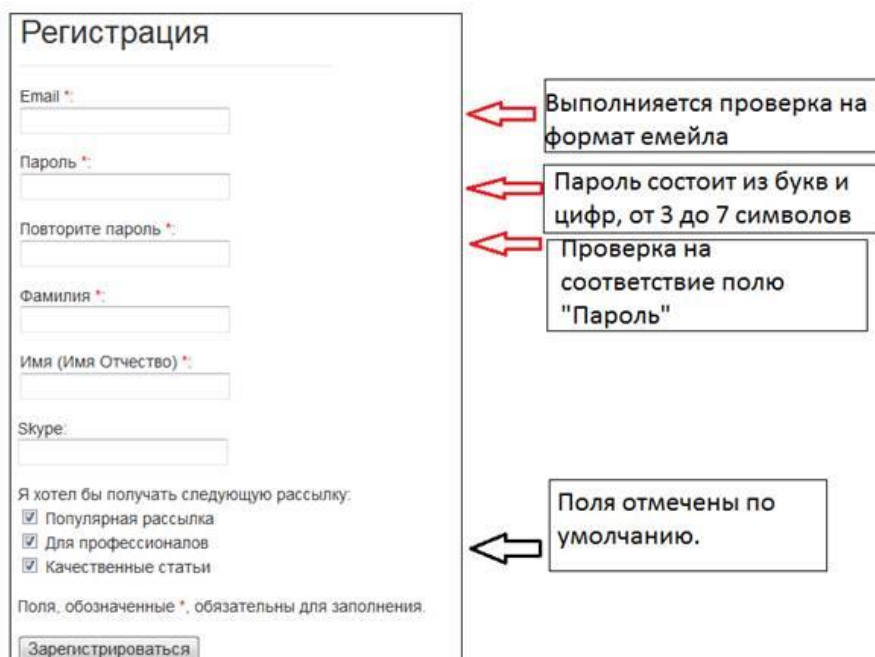 Регистрация
Email *:
Выполнияется проверка на
формат емейла
Пароль *:
Пароль состоит из букв и
цифр, от 3 до 7 символов
Повторите пароль *:
Проверка на
соответствие полю
"Пароль"
Фамилия *:
Имя (Имя Отчество) *:
Skype:
Я хотел бы получать следующую рассылку:
Популярная рассылка
Для профессионалов
Качественные статьи
Поля отмечены по
умолчанию.
Поля, обозначенные *, обязательны для заполнения.
Зарегистрироваться